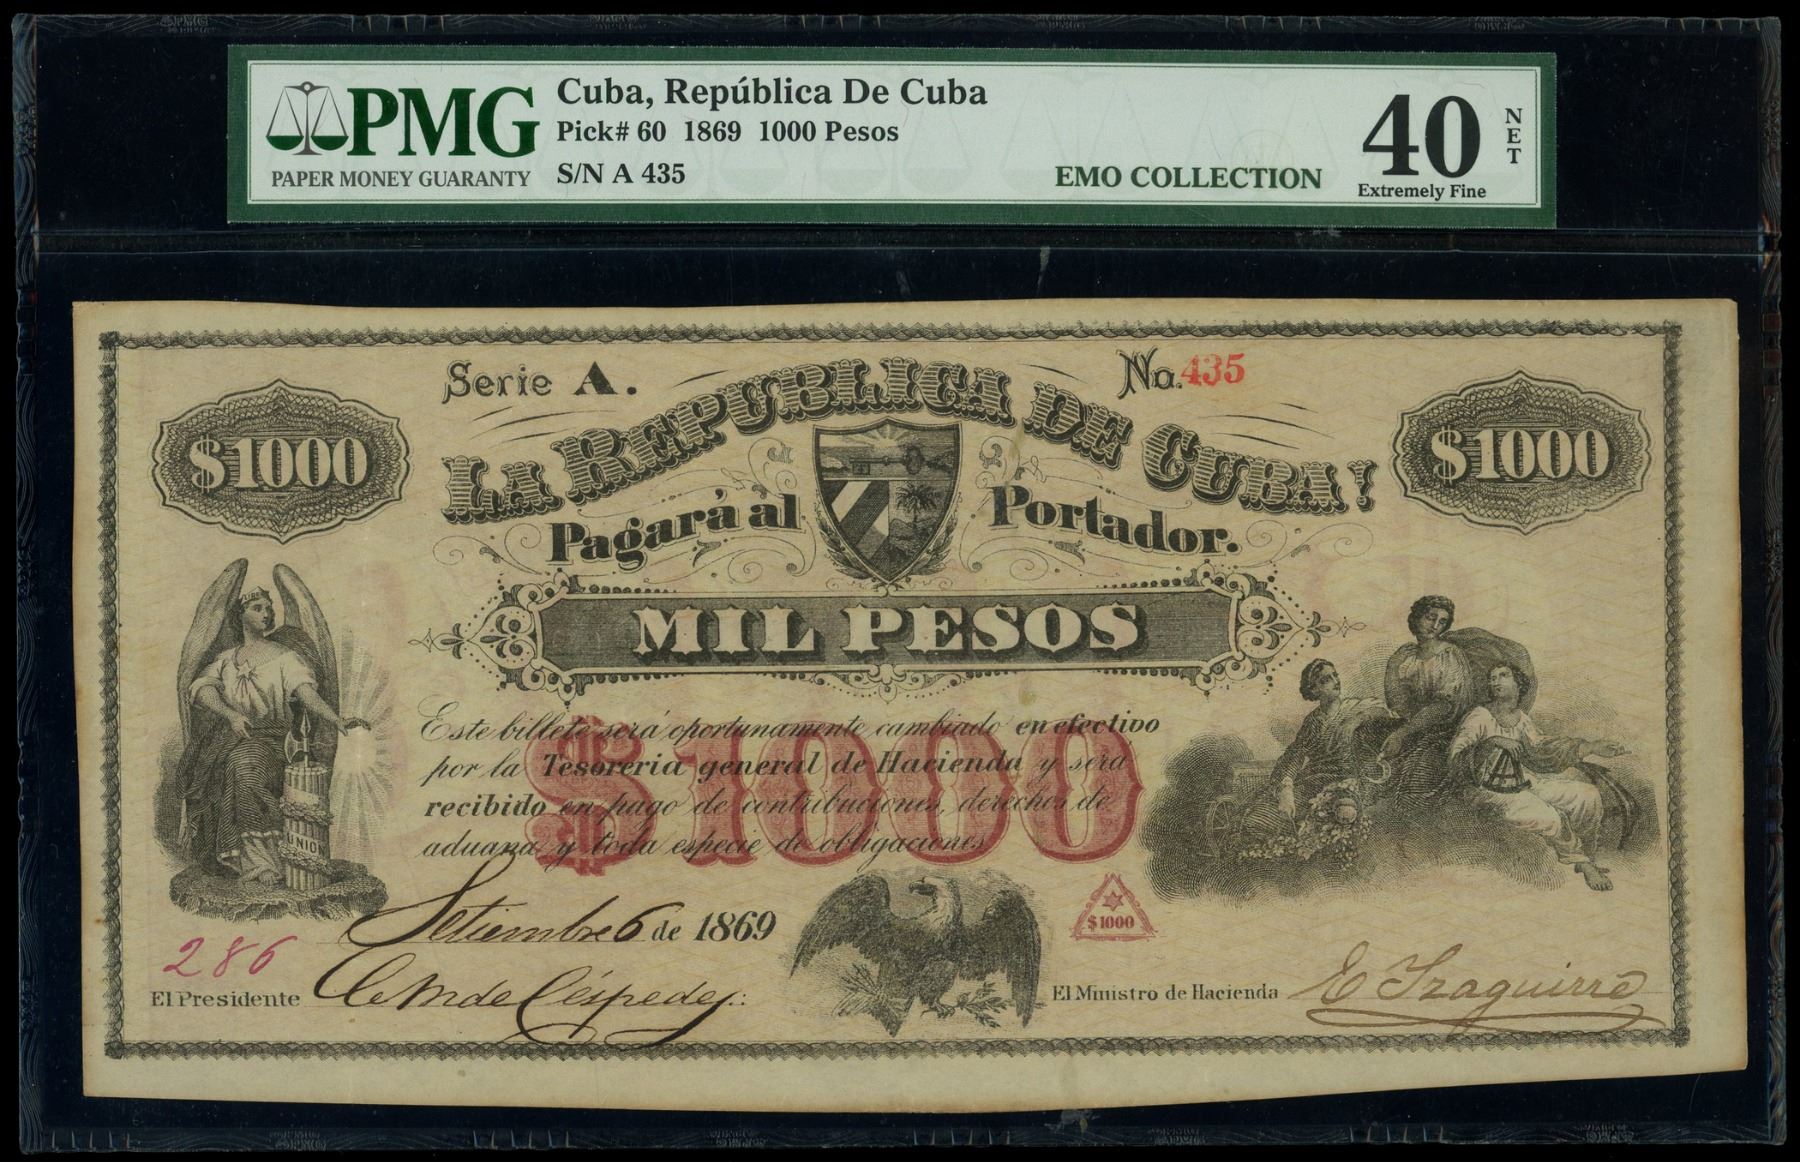 PMG
PAPER MONEY GUARANTY
Cuba, República De Cuba
Pick# 60 1869 1000 Pesos
S/N A 435
EMO COLLECTION
40
NET
Extremely Fine
Serie A. No. 435
LA REPUBLICA DE CUBA!
$1000 $1000
Pagará al Portador.
MIL PESOS
LIBER
$1000
Este billete será oportunamente cambiado en efectivo
por la Tesoreria general de Hacienda y será
recibido en pago de contribuciones, derechos de
aduana y toda especie de obligaciones
UNION
$1000
Setiembre 6 de 1869
286
El Presidente C M de Céspedes:
El Ministro de Hacienda E Yzaguirre